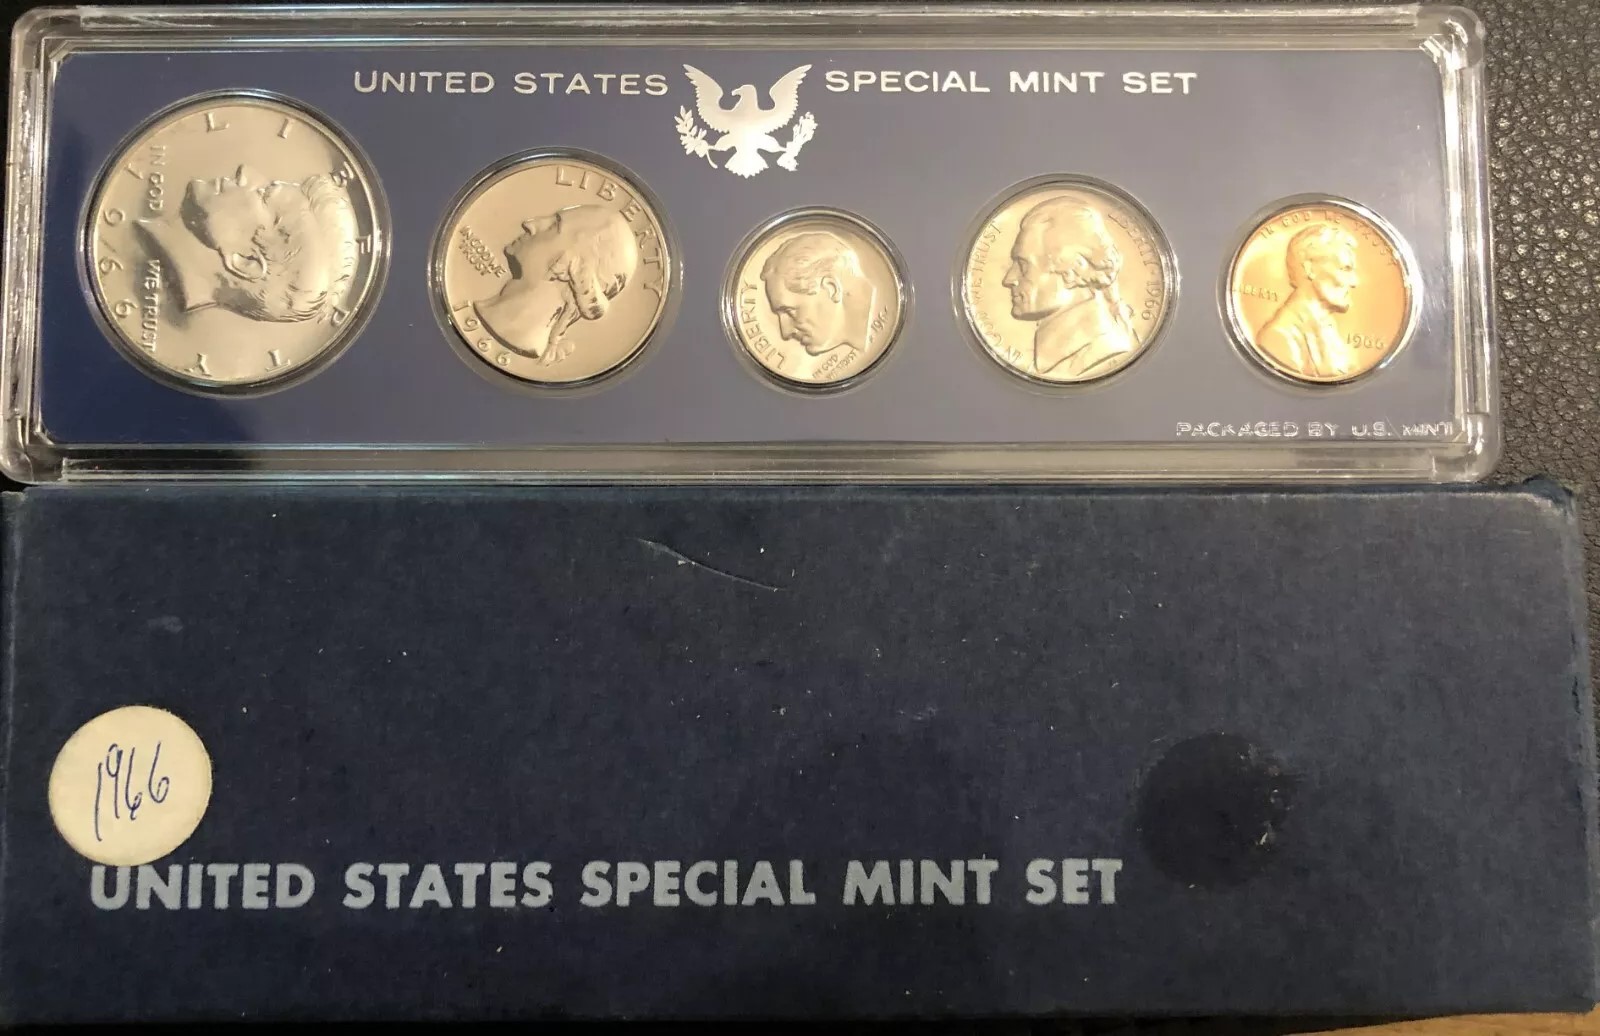 UNITED STATES SPECIAL MINT SET
LIBERTY
IN GOD WE TRUST
1966
LIBERTY
IN GOD WE
TRUST
1966
LIBERTY
IN GOD
WE TRUST
IN GOD WE TRUST
LIBERTY · 1966
IN GOD WE TRUST
LIBERTY
1966
PACKAGED BY U.S. MINT
1966
UNITED STATES SPECIAL MINT SET